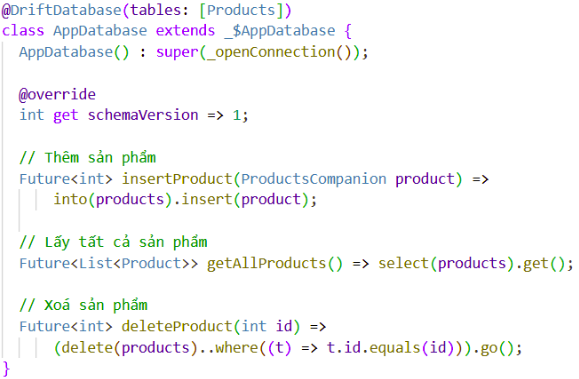 @DriftDatabase(tables: [Products])
class AppDatabase extends _$AppDatabase {
  AppDatabase() : super(_openConnection());

  @override
  int get schemaVersion => 1;

  // Thêm sản phẩm
  Future<int> insertProduct(ProductsCompanion product) =>
      into(products).insert(product);

  // Lấy tất cả sản phẩm
  Future<List<Product>> getAllProducts() => select(products).get();

  // Xoá sản phẩm
  Future<int> deleteProduct(int id) =>
      (delete(products)..where((t) => t.id.equals(id))).go();
}